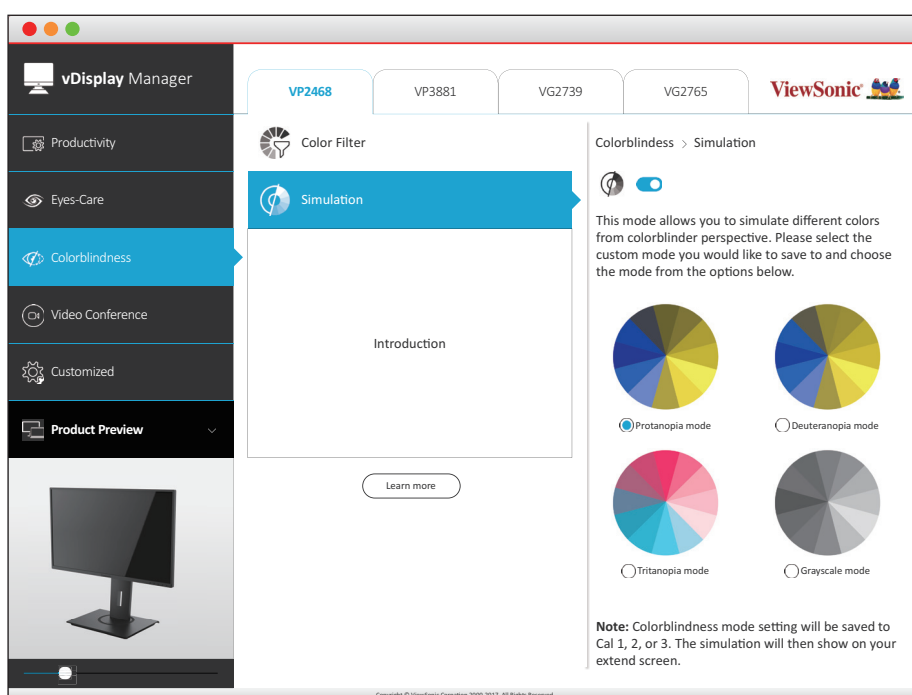 vDisplay Manager
VP2468
VP3881
VG2739
VG2765
ViewSonic
Productivity
Eyes-Care
Colorblindness
Video Conference
Customized
Product Preview
Color Filter
Simulation
Introduction
Learn more
Colorblindess > Simulation
This mode allows you to simulate different colors
from colorblinder perspective. Please select the
custom mode you would like to save to and choose
the mode from the options below.
Protanopia mode
Deuteranopia mode
Tritanopia mode
Grayscale mode
Note: Colorblindness mode setting will be saved to
Cal 1, 2, or 3. The simulation will then show on your
extend screen.